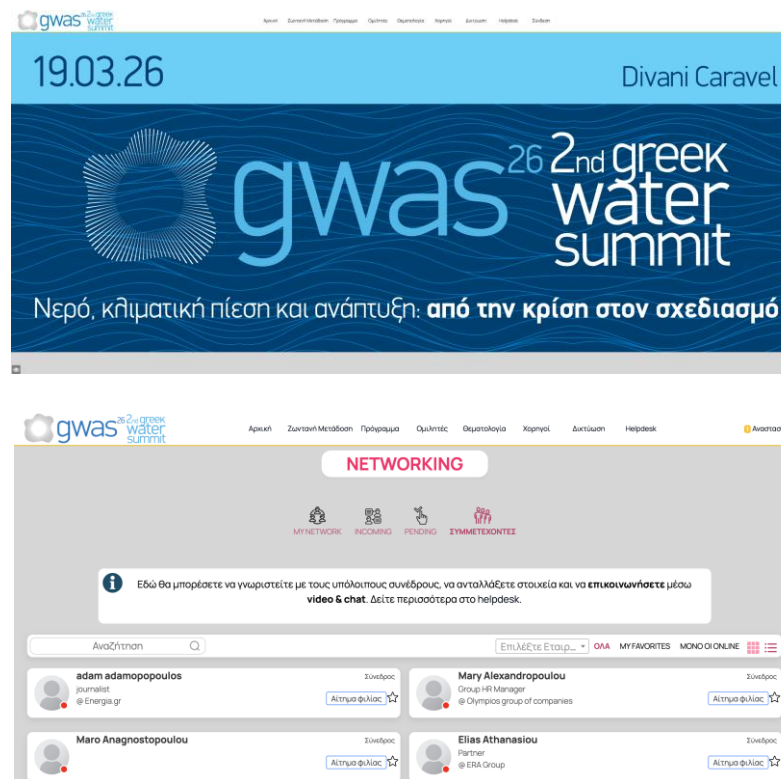 gwas 26 2nd greek
water
summit
Αρχική Ζωντανή Μετάδοση Πρόγραμμα Ομιλητές Θεματολογία Χορηγοί Δικτύωση Helpdesk Σύνδεση
19.03.26 Divani Caravel
gwas 26 2nd greek
water
summit
Νερό, κλιματική πίεση και ανάπτυξη: από την κρίση στον σχεδιασμό
gwas 26 2nd greek
water
summit
Αρχική Ζωντανή Μετάδοση Πρόγραμμα Ομιλητές Θεματολογία Χορηγοί Δικτύωση Helpdesk Αναστασ
NETWORKING
MY NETWORK INCOMING PENDING ΣΥΜΜΕΤΕΧΟΝΤΕΣ
Εδώ θα μπορέσετε να γνωριστείτε με τους υπόλοιπους συνέδρους, να ανταλλάξετε στοιχεία και να επικοινωνήσετε μέσω
video & chat. Δείτε περισσότερα στο helpdesk.
Αναζήτηση Επιλέξτε Εταιρ... ΟΛΑ MY FAVORITES ΜΟΝΟ ΟΙ ONLINE
adam adamopopoulos Σύνεδρος
journalist
@ Energia.gr Αίτημα φιλίας
Mary Alexandropoulou Σύνεδρος
Group HR Manager
@ Olympios group of companies Αίτημα φιλίας
Maro Anagnostopoulou Σύνεδρος
Αίτημα φιλίας
Elias Athanasiou Σύνεδρος
Partner
@ ERA Group Αίτημα φιλίας